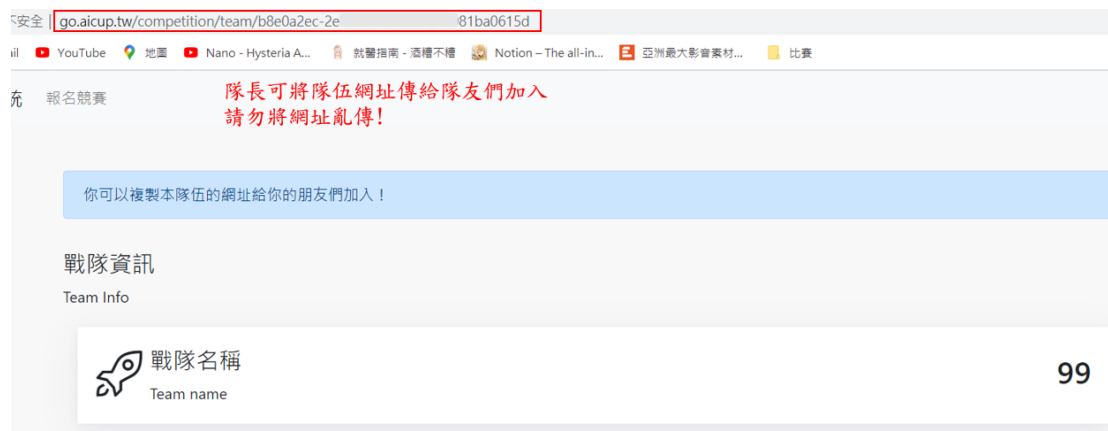 不安全 | go.aicup.tw/competition/team/b8e0a2ec-2e 81ba0615d
ail YouTube 地圖 Nano - Hysteria A... 就醫指南 - 酒糟不糟 Notion – The all-in... 亞洲最大影音素材... 比賽
統 報名競賽
隊長可將隊伍網址傳給隊友們加入
請勿將網址亂傳!
你可以複製本隊伍的網址給你的朋友們加入！
戰隊資訊
Team Info
戰隊名稱 99
Team name